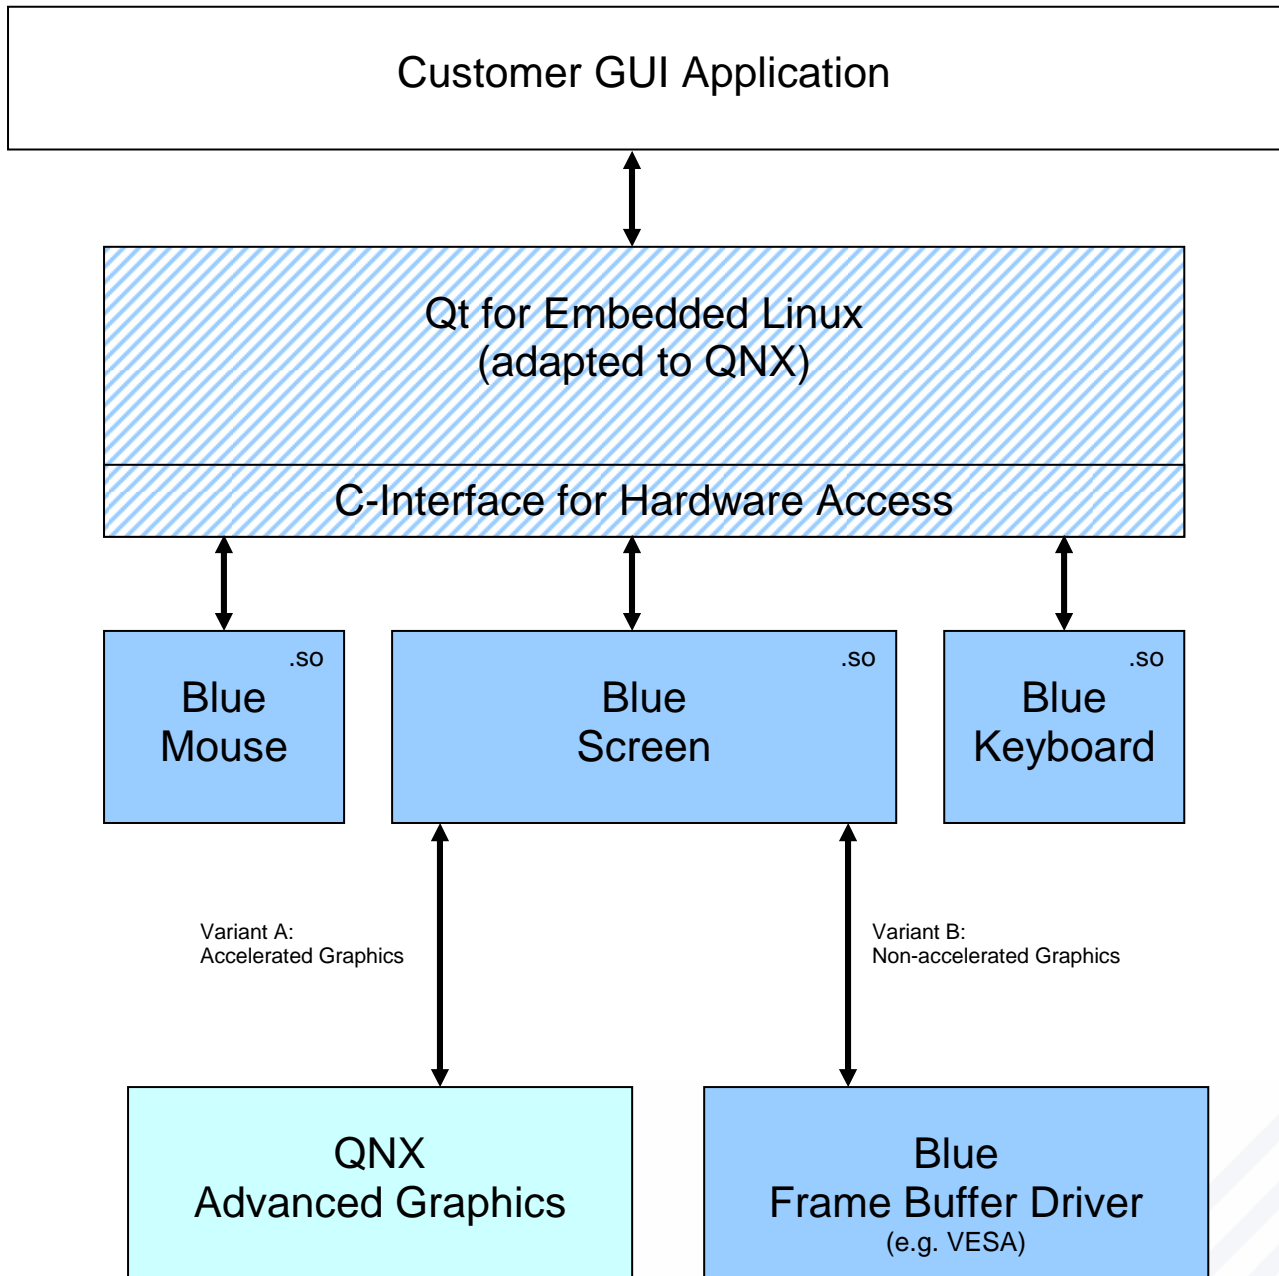 Customer GUI Application
Qt for Embedded Linux
(adapted to QNX)
C-Interface for Hardware Access
.so
Blue
Mouse
.so
Blue
Screen
.so
Blue
Keyboard
Variant A:
Accelerated Graphics
Variant B:
Non-accelerated Graphics
QNX
Advanced Graphics
Blue
Frame Buffer Driver
(e.g. VESA)